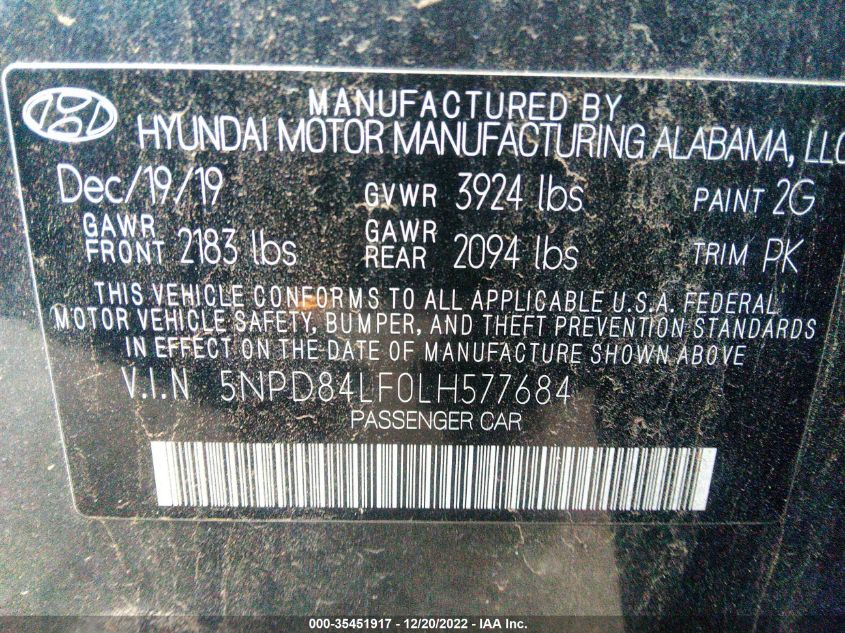 MANUFACTURED BY
HYUNDAI MOTOR MANUFACTURING ALABAMA, LLC
Dec/19/19 GVWR 3924 lbs PAINT 2G
GAWR FRONT 2183 lbs GAWR REAR 2094 lbs TRIM PK
THIS VEHICLE CONFORMS TO ALL APPLICABLE U.S.A. FEDERAL
MOTOR VEHICLE SAFETY, BUMPER, AND THEFT PREVENTION STANDARDS
IN EFFECT ON THE DATE OF MANUFACTURE SHOWN ABOVE.
V.I.N 5NPD84LF0LH577684
PASSENGER CAR
000-35451917 - 12/20/2022 - IAA Inc.